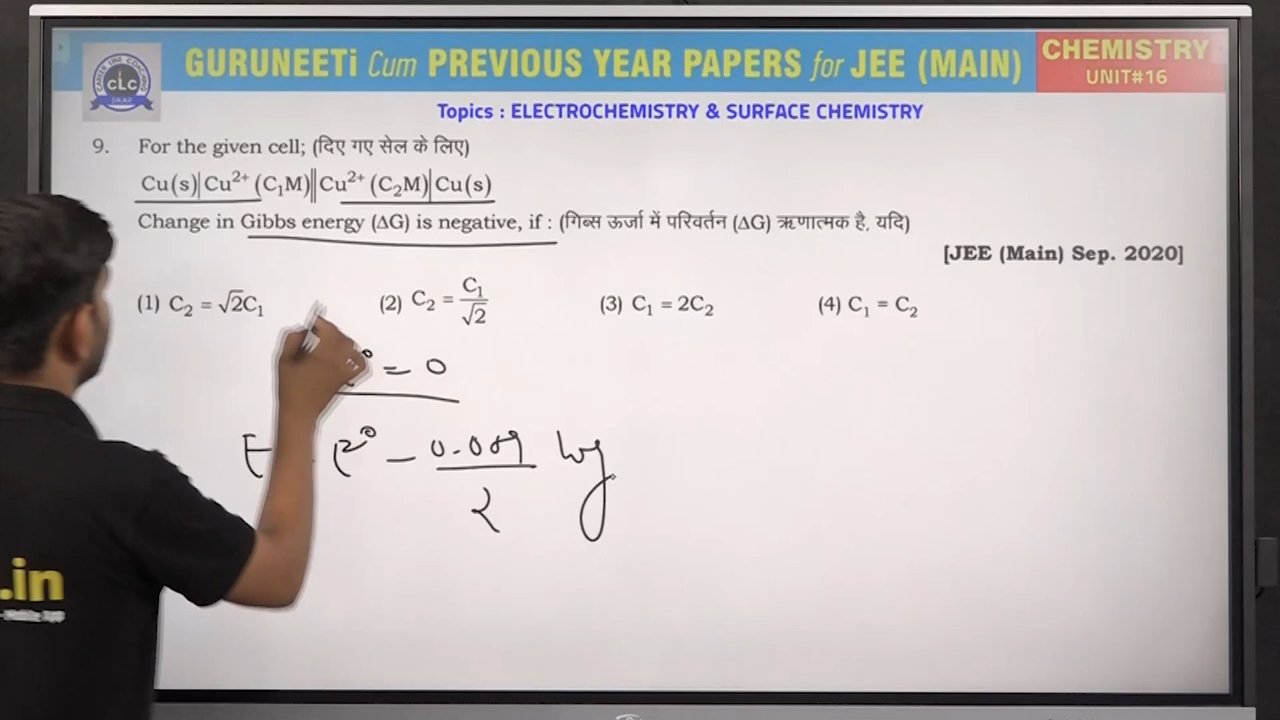 GURUNEETi Cum PREVIOUS YEAR PAPERS for JEE (MAIN)
CHEMISTRY
UNIT#16
CLC
SIKAR
Topics : ELECTROCHEMISTRY & SURFACE CHEMISTRY
9. For the given cell; (दिए गए सेल के लिए)
Cu(s)|Cu²⁺ (C₁M)||Cu²⁺ (C₂M)|Cu(s)
Change in Gibbs energy (ΔG) is negative, if : (गिब्स ऊर्जा में परिवर्तन (ΔG) ऋणात्मक है, यदि)
[JEE (Main) Sep. 2020]
(1) C₂ = √2C₁ (2) C₂ = C₁/√2 (3) C₁ = 2C₂ (4) C₁ = C₂
° = 0
E E° − 0.059/2 log
.in